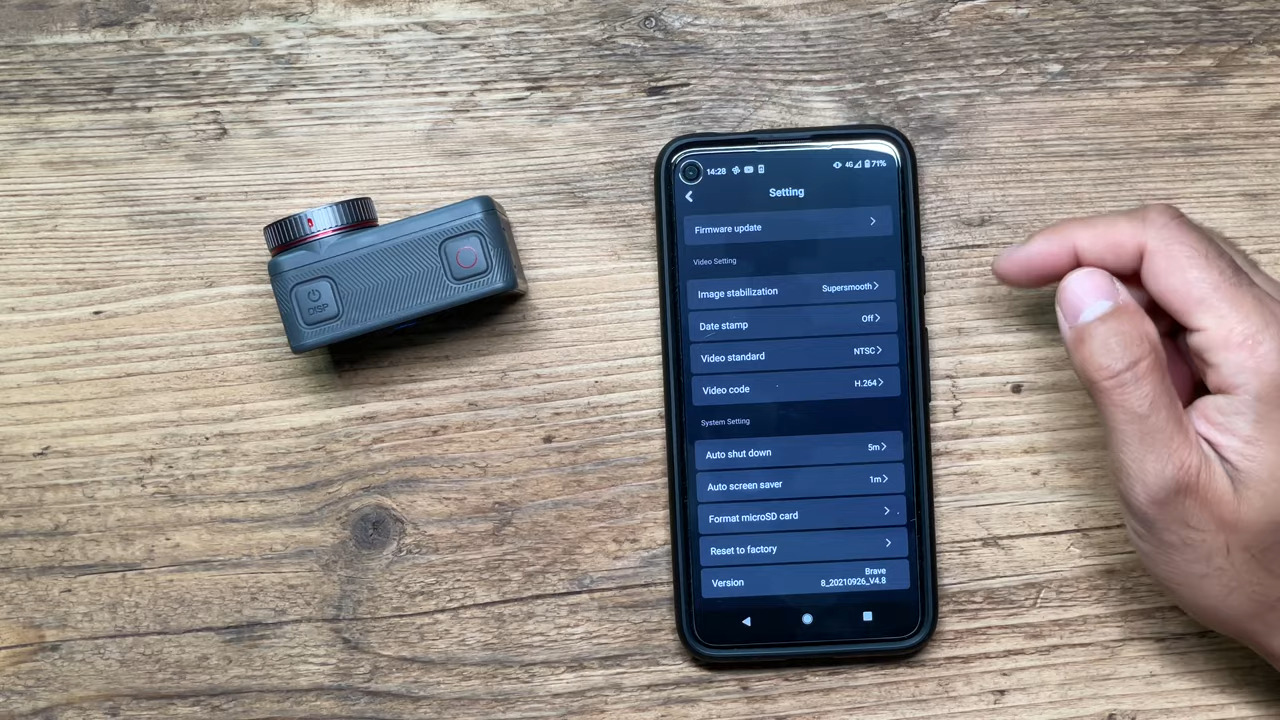 14:28 4G 71%
Setting
Firmware update
Video Setting
Image stabilization Supersmooth
Date stamp Off
Video standard NTSC
Video code H.264
System Setting
Auto shut down 5m
Auto screen saver 1m
Format microSD card
Reset to factory
Version Brave
8_20210926_V4.8
DISP